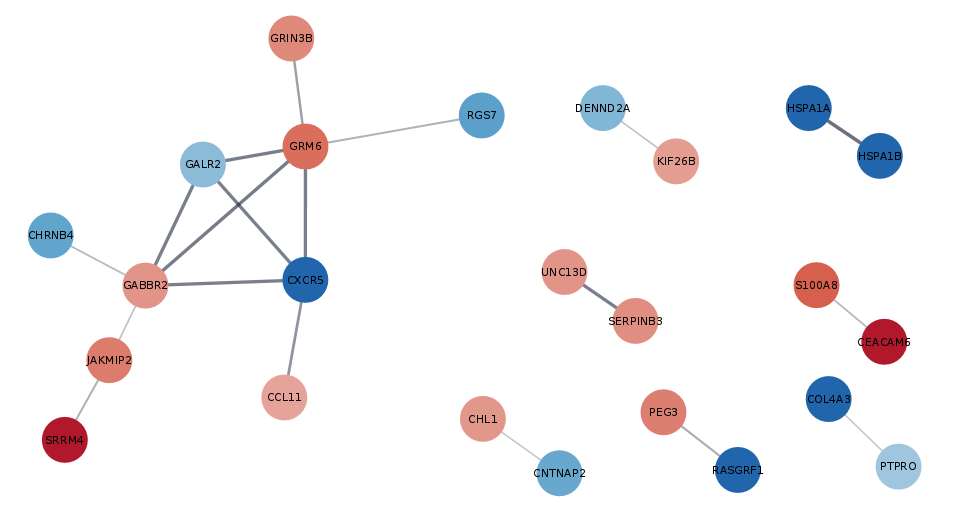 GRIN3B
RGS7
DENND2A
HSPA1A
GRM6
HSPA1B
KIF26B
GALR2
CHRNB4
UNC13D
CXCR5
GABBR2
S100A8
SERPINB3
CEACAM6
JAKMIP2
CCL11
COL4A3
PEG3
CHL1
SRRM4
PTPRO
RASGRF1
CNTNAP2